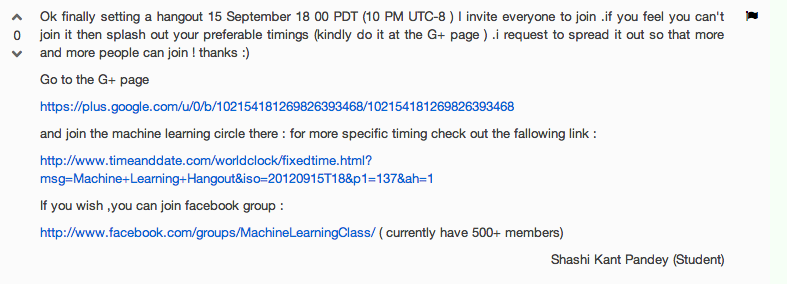 Ok finally setting a hangout 15 September 18 00 PDT (10 PM UTC-8 ) I invite everyone to join .if you feel you can't
0
join it then splash out your preferable timings (kindly do it at the G+ page ) .i request to spread it out so that more
and more people can join ! thanks :)
Go to the G+ page
https://plus.google.com/u/0/b/102154181269826393468/102154181269826393468
and join the machine learning circle there : for more specific timing check out the fallowing link :
http://www.timeanddate.com/worldclock/fixedtime.html?
msg=Machine+Learning+Hangout&iso=20120915T18&p1=137&ah=1
If you wish ,you can join facebook group :
http://www.facebook.com/groups/MachineLearningClass/ ( currently have 500+ members)
Shashi Kant Pandey (Student)